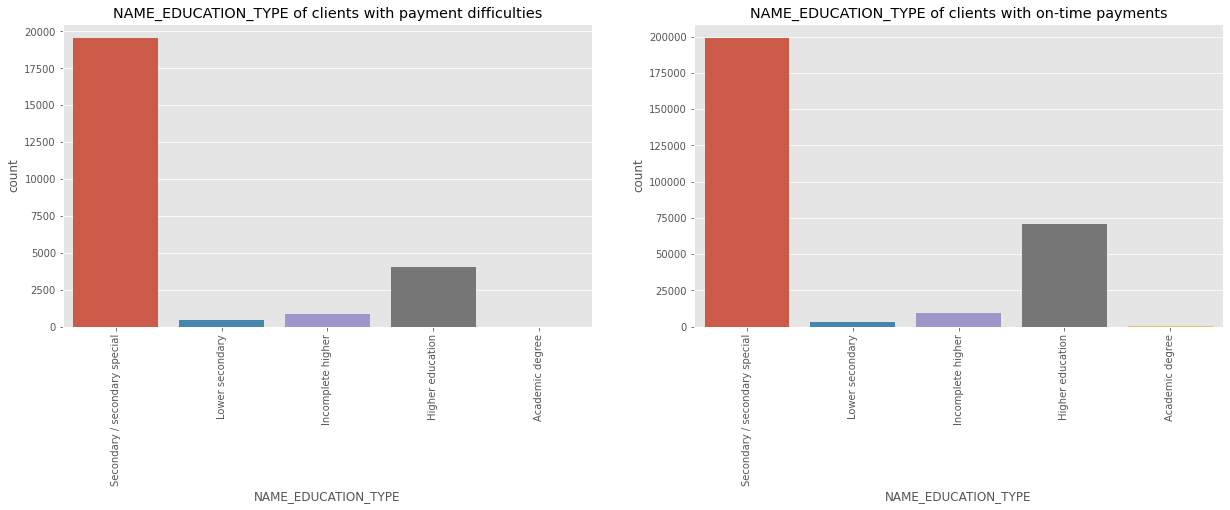 NAME_EDUCATION_TYPE of clients with payment difficulties
20000
17500
15000
12500
10000
7500
5000
2500
0
count
Secondary / secondary special
Lower secondary
Incomplete higher
Higher education
Academic degree
NAME_EDUCATION_TYPE
NAME_EDUCATION_TYPE of clients with on-time payments
200000
175000
150000
125000
100000
75000
50000
25000
0
count
Secondary / secondary special
Lower secondary
Incomplete higher
Higher education
Academic degree
NAME_EDUCATION_TYPE